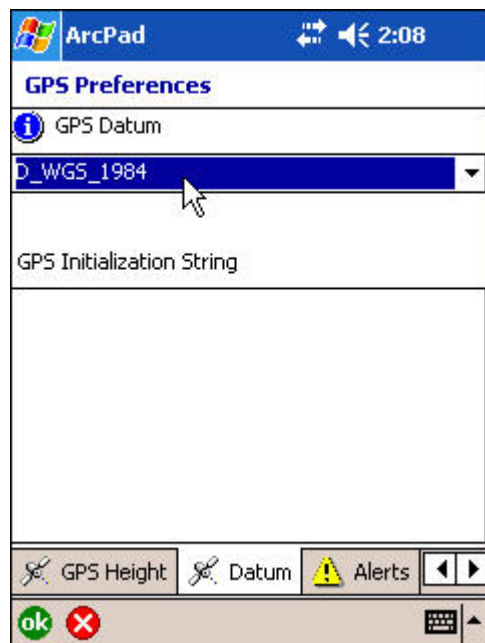 ArcPad 2:08
GPS Preferences
GPS Datum
D_WGS_1984
GPS Initialization String
GPS Height Datum Alerts
ok